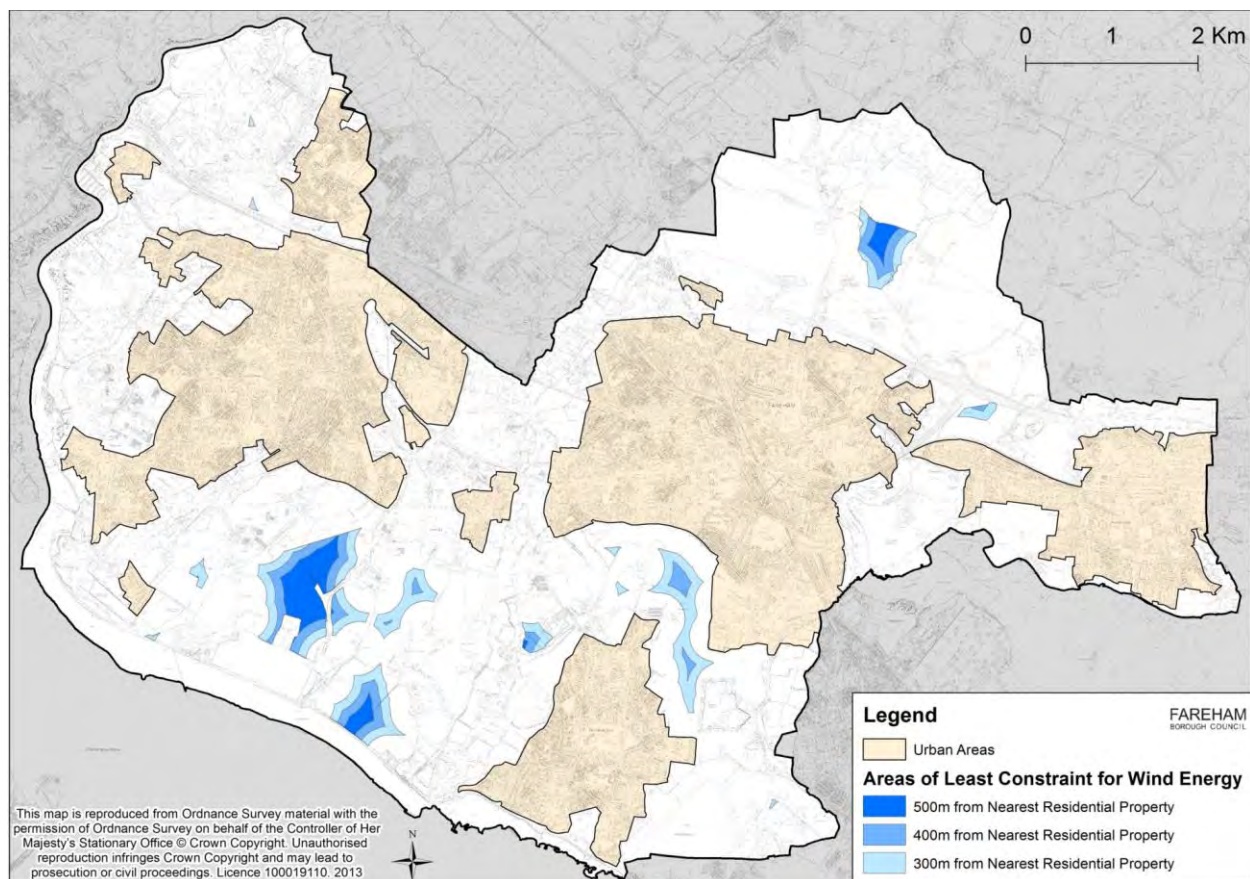 0 1 2 Km
Legend
FAREHAM
BOROUGH COUNCIL
Urban Areas
Areas of Least Constraint for Wind Energy
500m from Nearest Residential Property
400m from Nearest Residential Property
300m from Nearest Residential Property
This map is reproduced from Ordnance Survey material with the
permission of Ordnance Survey on behalf of the Controller of Her
Majesty's Stationary Office © Crown Copyright. Unauthorised
reproduction infringes Crown Copyright and may lead to
prosecution or civil proceedings. Licence 100019110. 2013
N